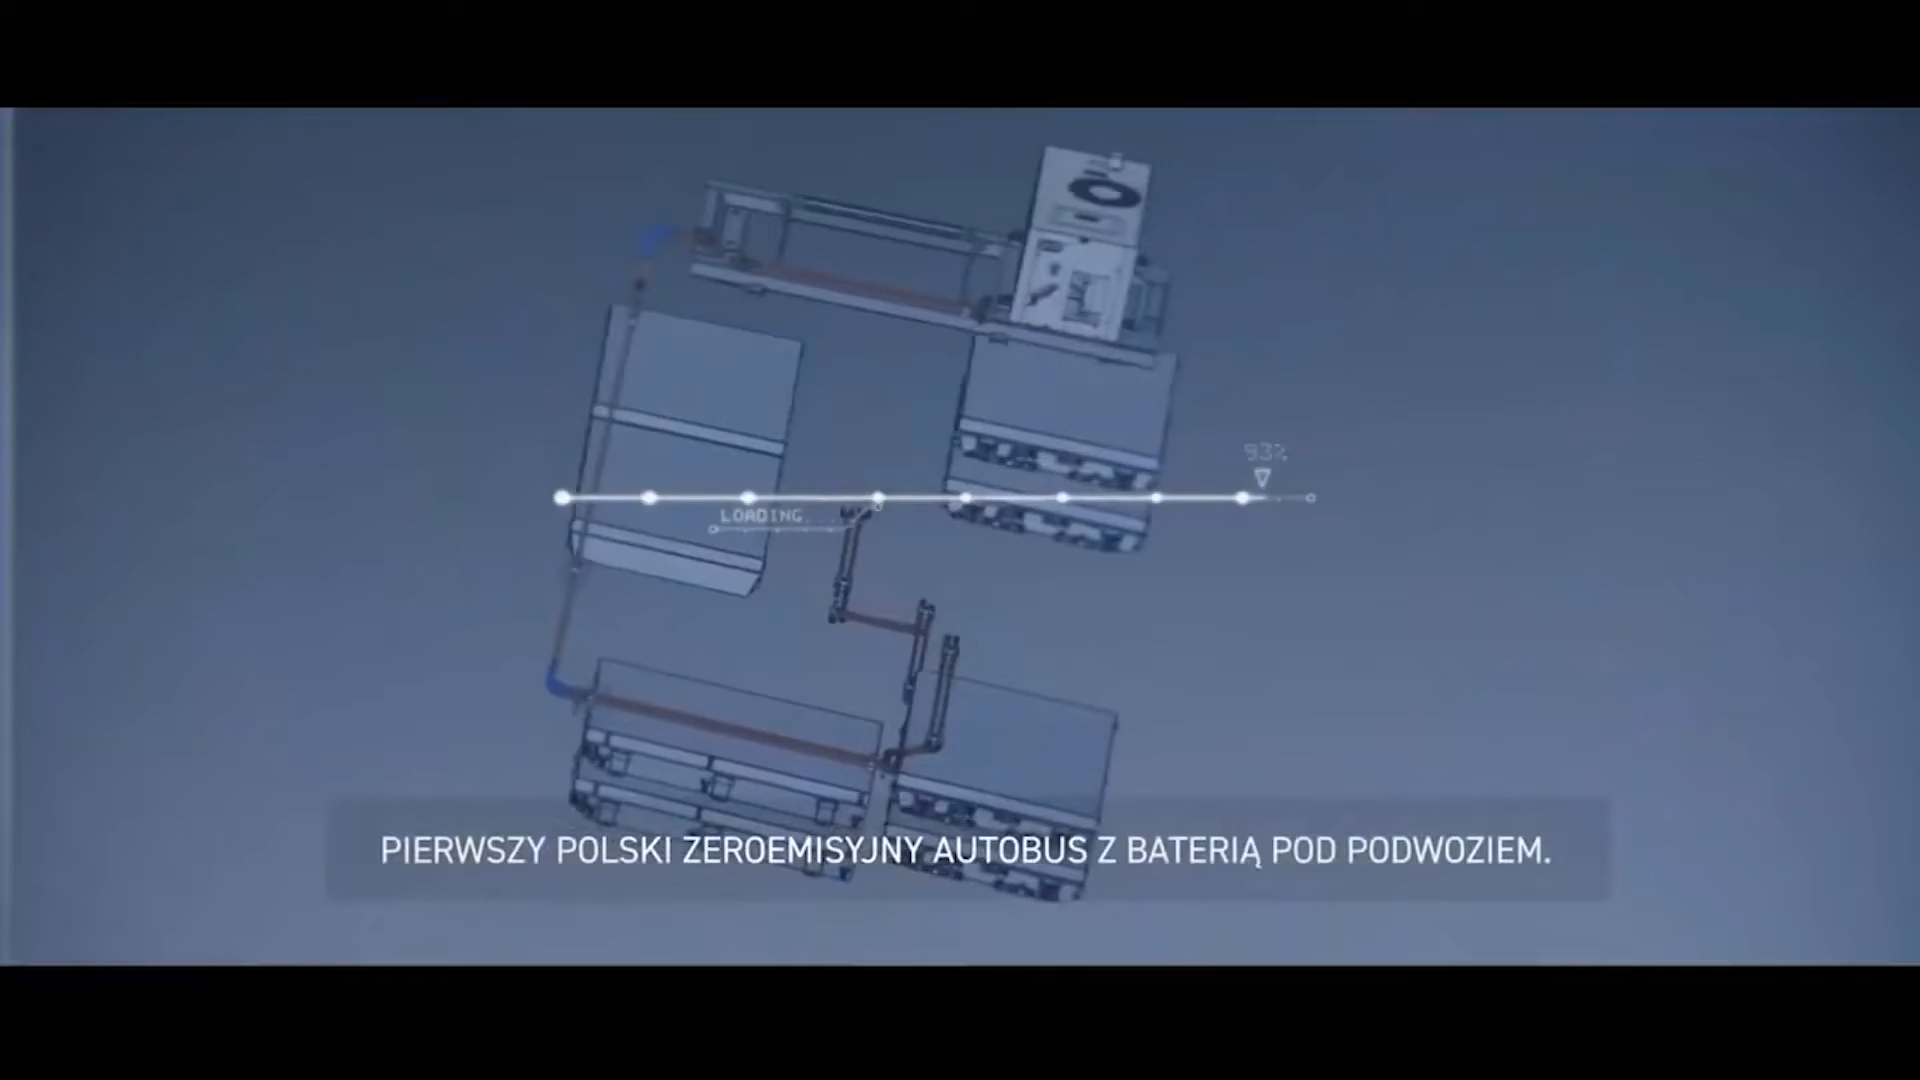 93%
LOADING...
PIERWSZY POLSKI ZEROEMISYJNY AUTOBUS Z BATERIĄ POD PODWOZIEM.